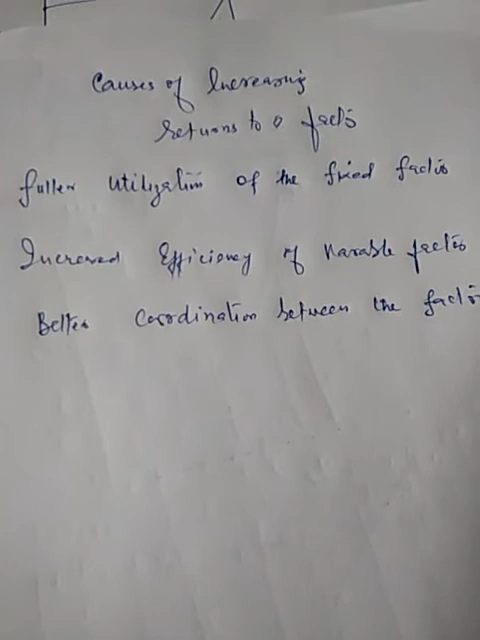 Causes of Increasing
Returns to a factor
fuller utilization of the fixed factor
Increased Efficiency of Variable factor
Better Coordination between the factor